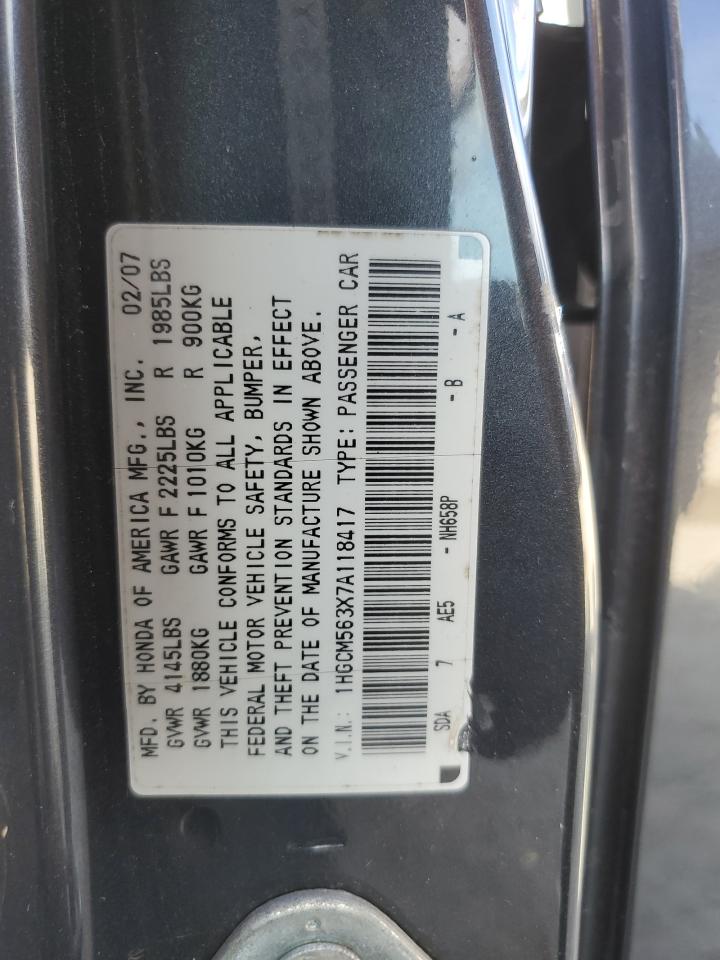 MFD. BY HONDA OF AMERICA MFG., INC. 02/07
GVWR 4145LBS GAWR F 2225LBS R 1985LBS
GVWR 1880KG GAWR F 1010KG R 900KG
THIS VEHICLE CONFORMS TO ALL APPLICABLE
FEDERAL MOTOR VEHICLE SAFETY, BUMPER,
AND THEFT PREVENTION STANDARDS IN EFFECT
ON THE DATE OF MANUFACTURE SHOWN ABOVE.
V.I.N.: 1HGCM563X7A118417 TYPE: PASSENGER CAR
SDA 7 AE5 - NH658P - B - A